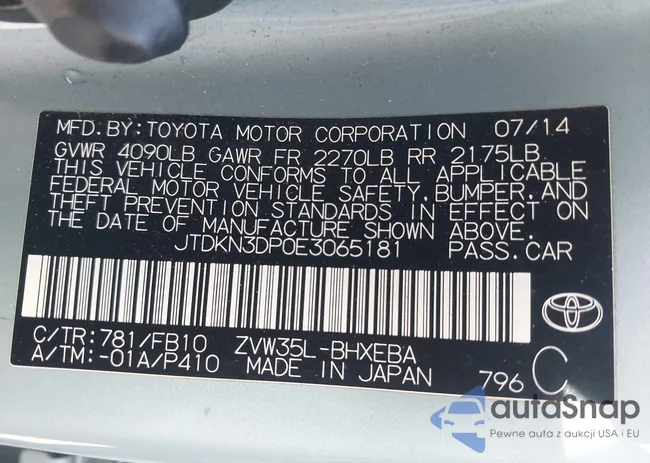 MFD.BY:TOYOTA MOTOR CORPORATION 07/14
GVWR 4090LB GAWR FR 2270LB RR 2175LB
THIS VEHICLE CONFORMS TO ALL APPLICABLE
FEDERAL MOTOR VEHICLE SAFETY,BUMPER,AND
THEFT PREVENTION STANDARDS IN EFFECT ON
THE DATE OF MANUFACTURE SHOWN ABOVE.
JTDKN3DP0E3065181 PASS.CAR
C/TR:781/FB10 ZVW35L-BHXEBA
A/TM:-01A/P410 MADE IN JAPAN 796 C
autaSnap
Pewne auta z aukcji USA i EU